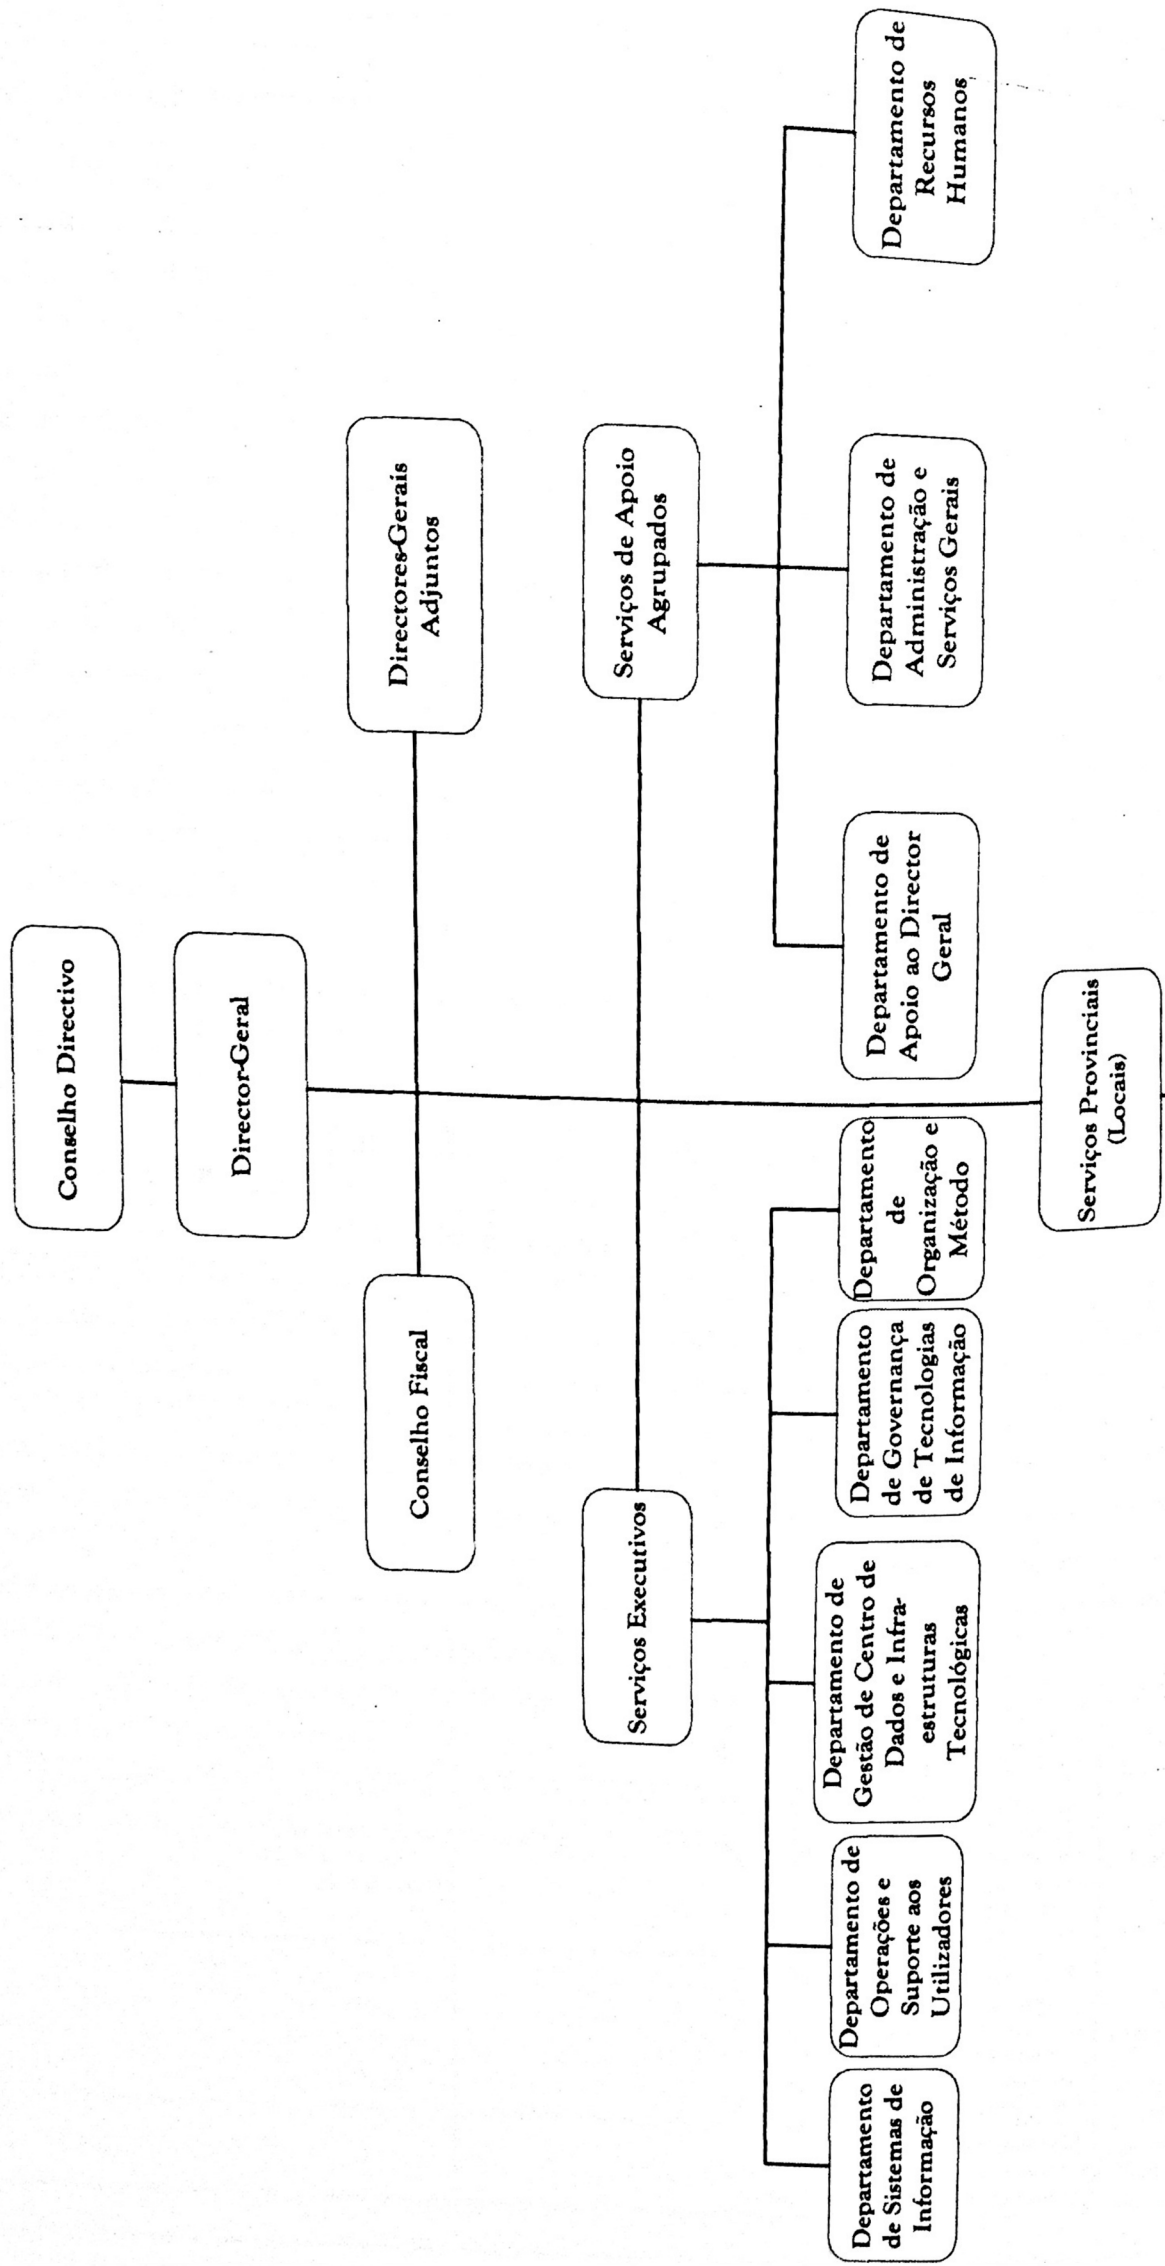 Conselho Directivo
Director-Geral
Conselho Fiscal
Directores-Gerais
Adjuntos
Serviços Executivos
Serviços de Apoio
Agrupados
Departamento
de Sistemas de
Informação
Departamento de
Operações e
Suporte aos
Utilizadores
Departamento de
Gestão de Centro de
Dados e Infra-
estruturas
Tecnológicas
Departamento
de Governança
de Tecnologias
de Informação
Departamento
de
Organização e
Método
Departamento de
Apoio ao Director
Geral
Departamento de
Administração e
Serviços Gerais
Departamento de
Recursos
Humanos
Serviços Provinciais
(Locais)